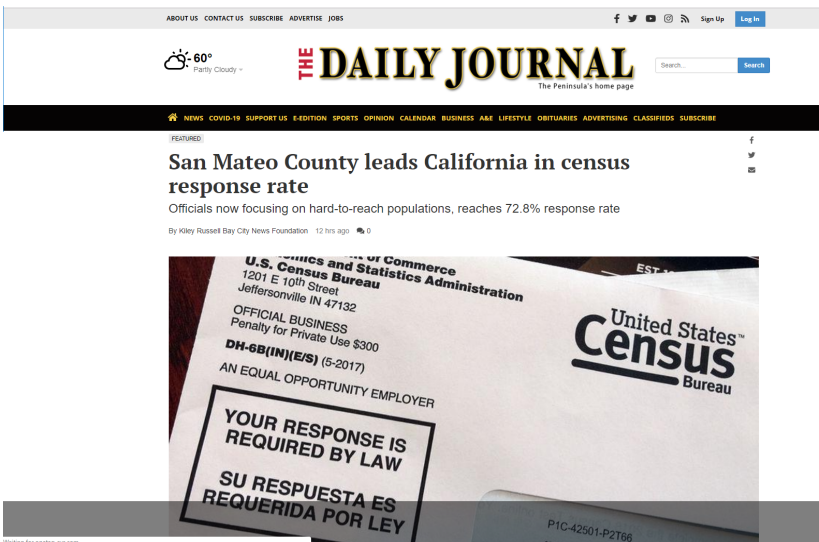 ABOUT US CONTACT US SUBSCRIBE ADVERTISE JOBS
Sign Up
Log In
60°
Partly Cloudy
THE DAILY JOURNAL
The Peninsula's home page
Search...
Search
NEWS COVID-19 SUPPORT US E-EDITION SPORTS OPINION CALENDAR BUSINESS A&E LIFESTYLE OBITUARIES ADVERTISING CLASSIFIEDS SUBSCRIBE
FEATURED
San Mateo County leads California in census
response rate
Officials now focusing on hard-to-reach populations, reaches 72.8% response rate
By Kiley Russell Bay City News Foundation 12 hrs ago 0
of Commerce
and Statistics Administration
U.S. Census Bureau
1201 E 10th Street
Jeffersonville IN 47132
OFFICIAL BUSINESS
Penalty for Private Use $300
DH-6B(IN)(E/S) (5-2017)
AN EQUAL OPPORTUNITY EMPLOYER
YOUR RESPONSE IS
REQUIRED BY LAW
SU RESPUESTA ES
REQUERIDA POR LEY
EST
United States™
Census
Bureau
P1C-42501-P2T66